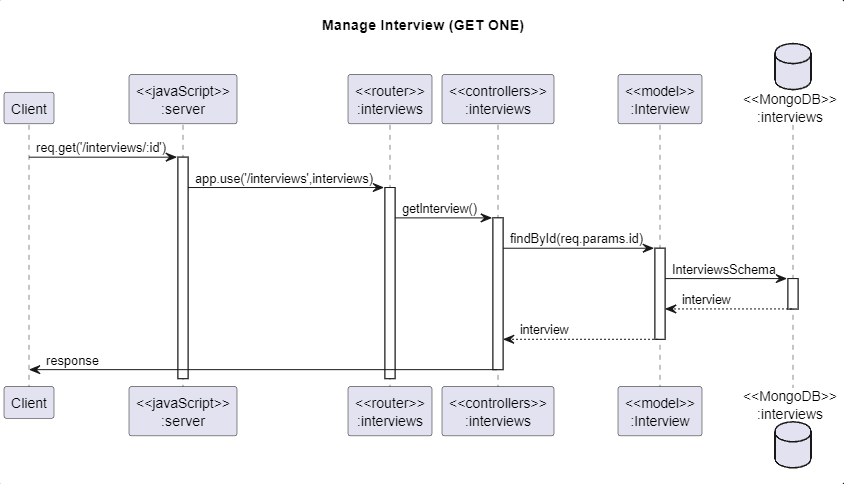 Manage Interview (GET ONE)
Client
<<javaScript>>
:server
<<router>>
:interviews
<<controllers>>
:interviews
<<model>>
:Interview
<<MongoDB>>
:interviews
req.get('/interviews/:id')
app.use('/interviews',interviews)
getInterview()
findById(req.params.id)
InterviewsSchema
interview
interview
response
Client
<<javaScript>>
:server
<<router>>
:interviews
<<controllers>>
:interviews
<<model>>
:Interview
<<MongoDB>>
:interviews